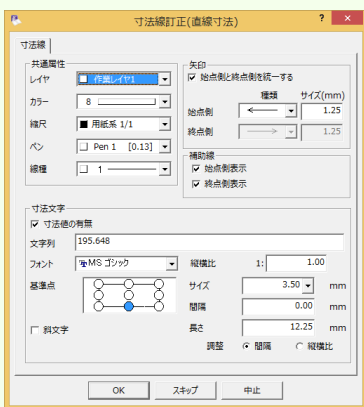 寸法線訂正(直線寸法)
? ×
寸法線
共通属性
レイヤ 作業レイヤ1
カラー 8
縮尺 用紙系 1/1
ペン Pen 1 [0.13]
線種 1
矢印
始点側と終点側を統一する
種類 サイズ(mm)
始点側 1.25
終点側 1.25
補助線
始点側表示
終点側表示
寸法文字
寸法値の有無
文字列 195.648
フォント MS ゴシック
縦横比 1: 1.00
基準点
サイズ 3.50 mm
間隔 0.00 mm
斜文字
長さ 12.25 mm
調整 間隔 縦横比
OK スキップ 中止